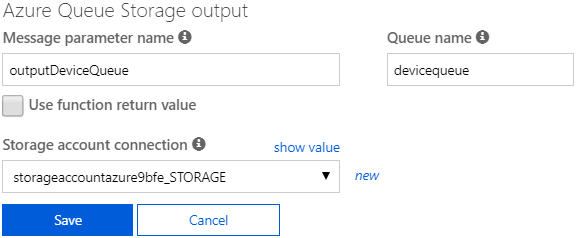 Azure Queue Storage output
Message parameter name Queue name
outputDeviceQueue devicequeue
Use function return value
Storage account connection show value
storageaccountazure9bfe_STORAGE new
Save Cancel